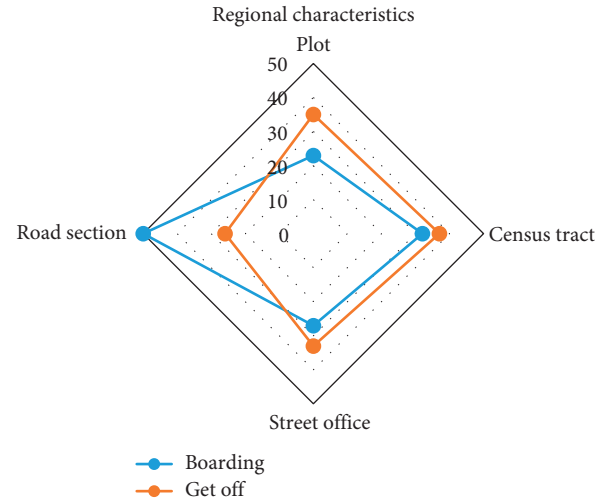 Regional characteristics
Plot
50
40
30
20
10
0
Road section
Census tract
Street office
Boarding
Get off